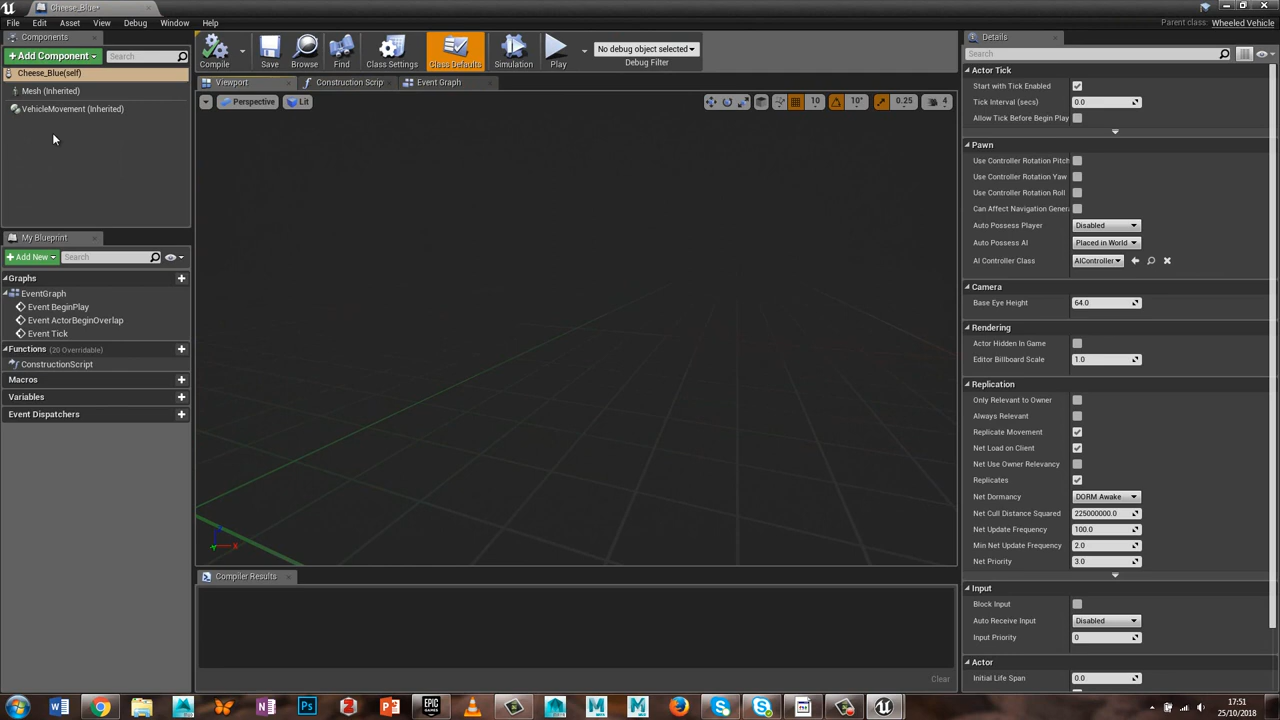 Cheese_Blue*
File Edit Asset View Debug Window Help
Parent class: Wheeled Vehicle
Components
+ Add Component
Search
Cheese_Blue(self)
Mesh (Inherited)
VehicleMovement (Inherited)
My Blueprint
+ Add New
Search
Graphs
EventGraph
Event BeginPlay
Event ActorBeginOverlap
Event Tick
Functions (20 Overridable)
ConstructionScript
Macros
Variables
Event Dispatchers
Compile
Save
Browse
Find
Class Settings
Class Defaults
Simulation
Play
No debug object selected
Debug Filter
Viewport
Construction Scrip
Event Graph
Perspective
Lit
10
10°
0.25
4
Compiler Results
Clear
Details
Search
Actor Tick
Start with Tick Enabled
Tick Interval (secs) 0.0
Allow Tick Before Begin Play
Pawn
Use Controller Rotation Pitch
Use Controller Rotation Yaw
Use Controller Rotation Roll
Can Affect Navigation Gener
Auto Possess Player Disabled
Auto Possess AI Placed in World
AI Controller Class AIController
Camera
Base Eye Height 64.0
Rendering
Actor Hidden In Game
Editor Billboard Scale 1.0
Replication
Only Relevant to Owner
Always Relevant
Replicate Movement
Net Load on Client
Net Use Owner Relevancy
Replicates
Net Dormancy DORM Awake
Net Cull Distance Squared 225000000.0
Net Update Frequency 100.0
Min Net Update Frequency 2.0
Net Priority 3.0
Input
Block Input
Auto Receive Input Disabled
Input Priority 0
Actor
Initial Life Span 0.0
17:51
25/10/2018